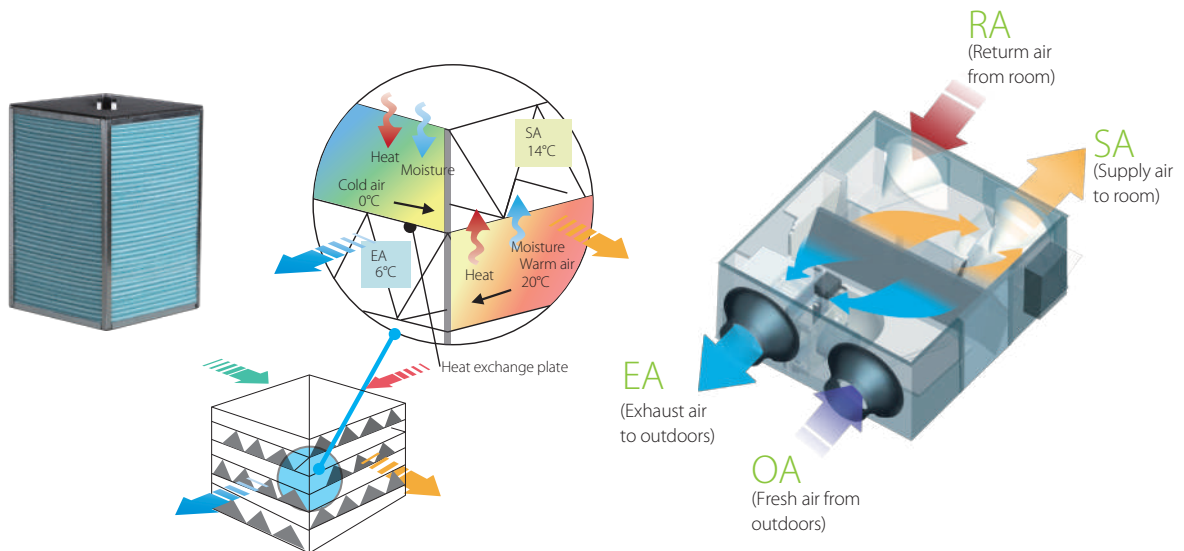 SA
14°C
Heat
Moisture
Cold air
0°C
EA
6°C
Moisture
Warm air
20°C
Heat
Heat exchange plate
RA
(Returm air
from room)
SA
(Supply air
to room)
EA
(Exhaust air
to outdoors)
OA
(Fresh air from
outdoors)